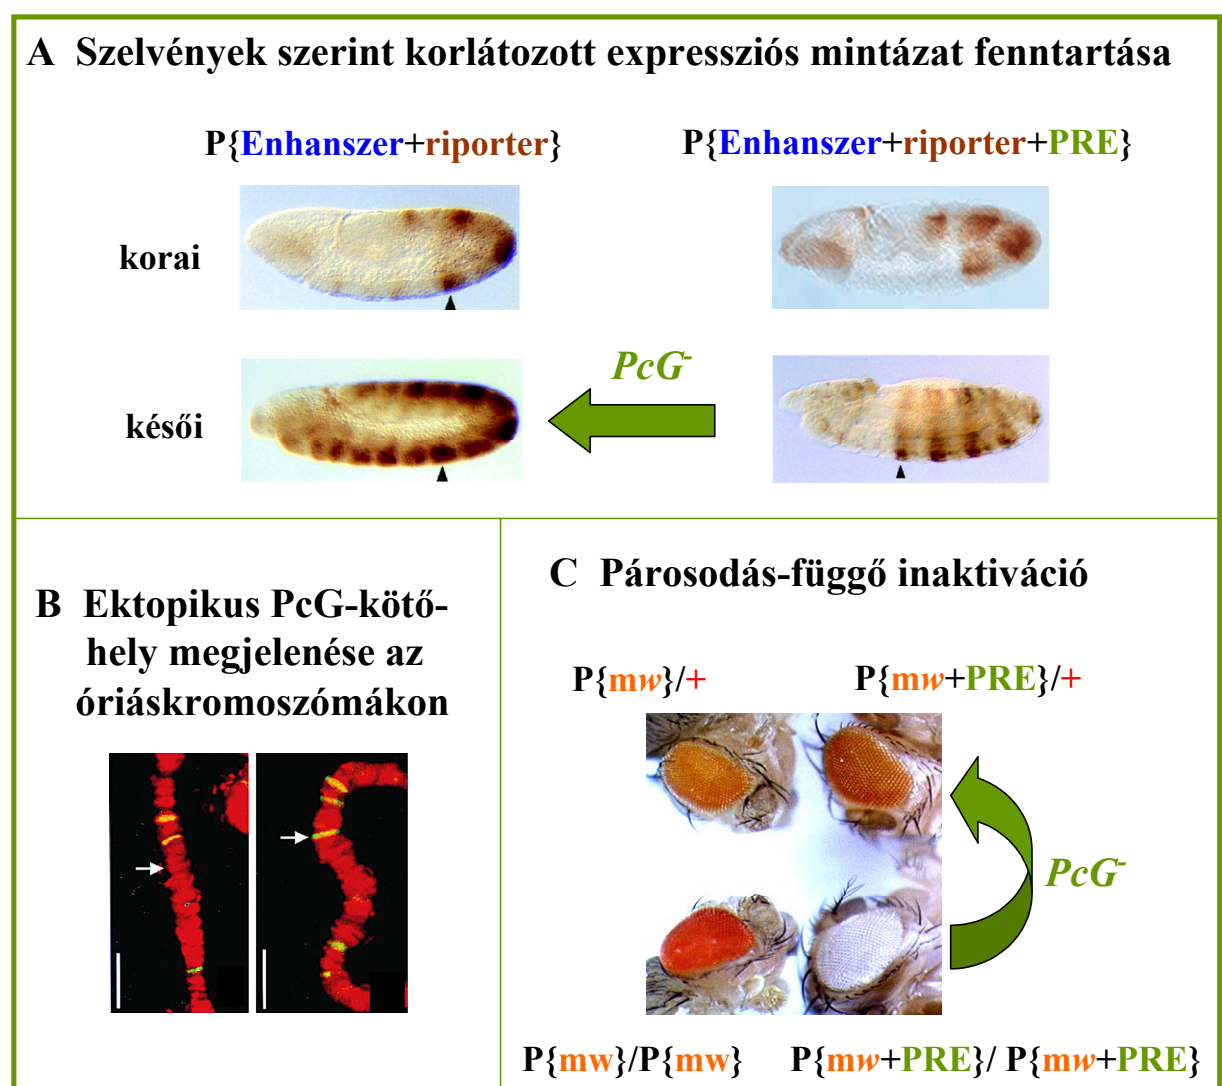 A Szelvények szerint korlátozott expressziós mintázat fenntartása
P{Enhanszer+riporter}
P{Enhanszer+riporter+PRE}
korai
PcG-
késői
B Ektopikus PcG-kötő-
hely megjelenése az
óriáskromoszómákon
C Párosodás-függő inaktiváció
P{mw}/+
P{mw+PRE}/+
PcG-
P{mw}/P{mw}
P{mw+PRE}/ P{mw+PRE}